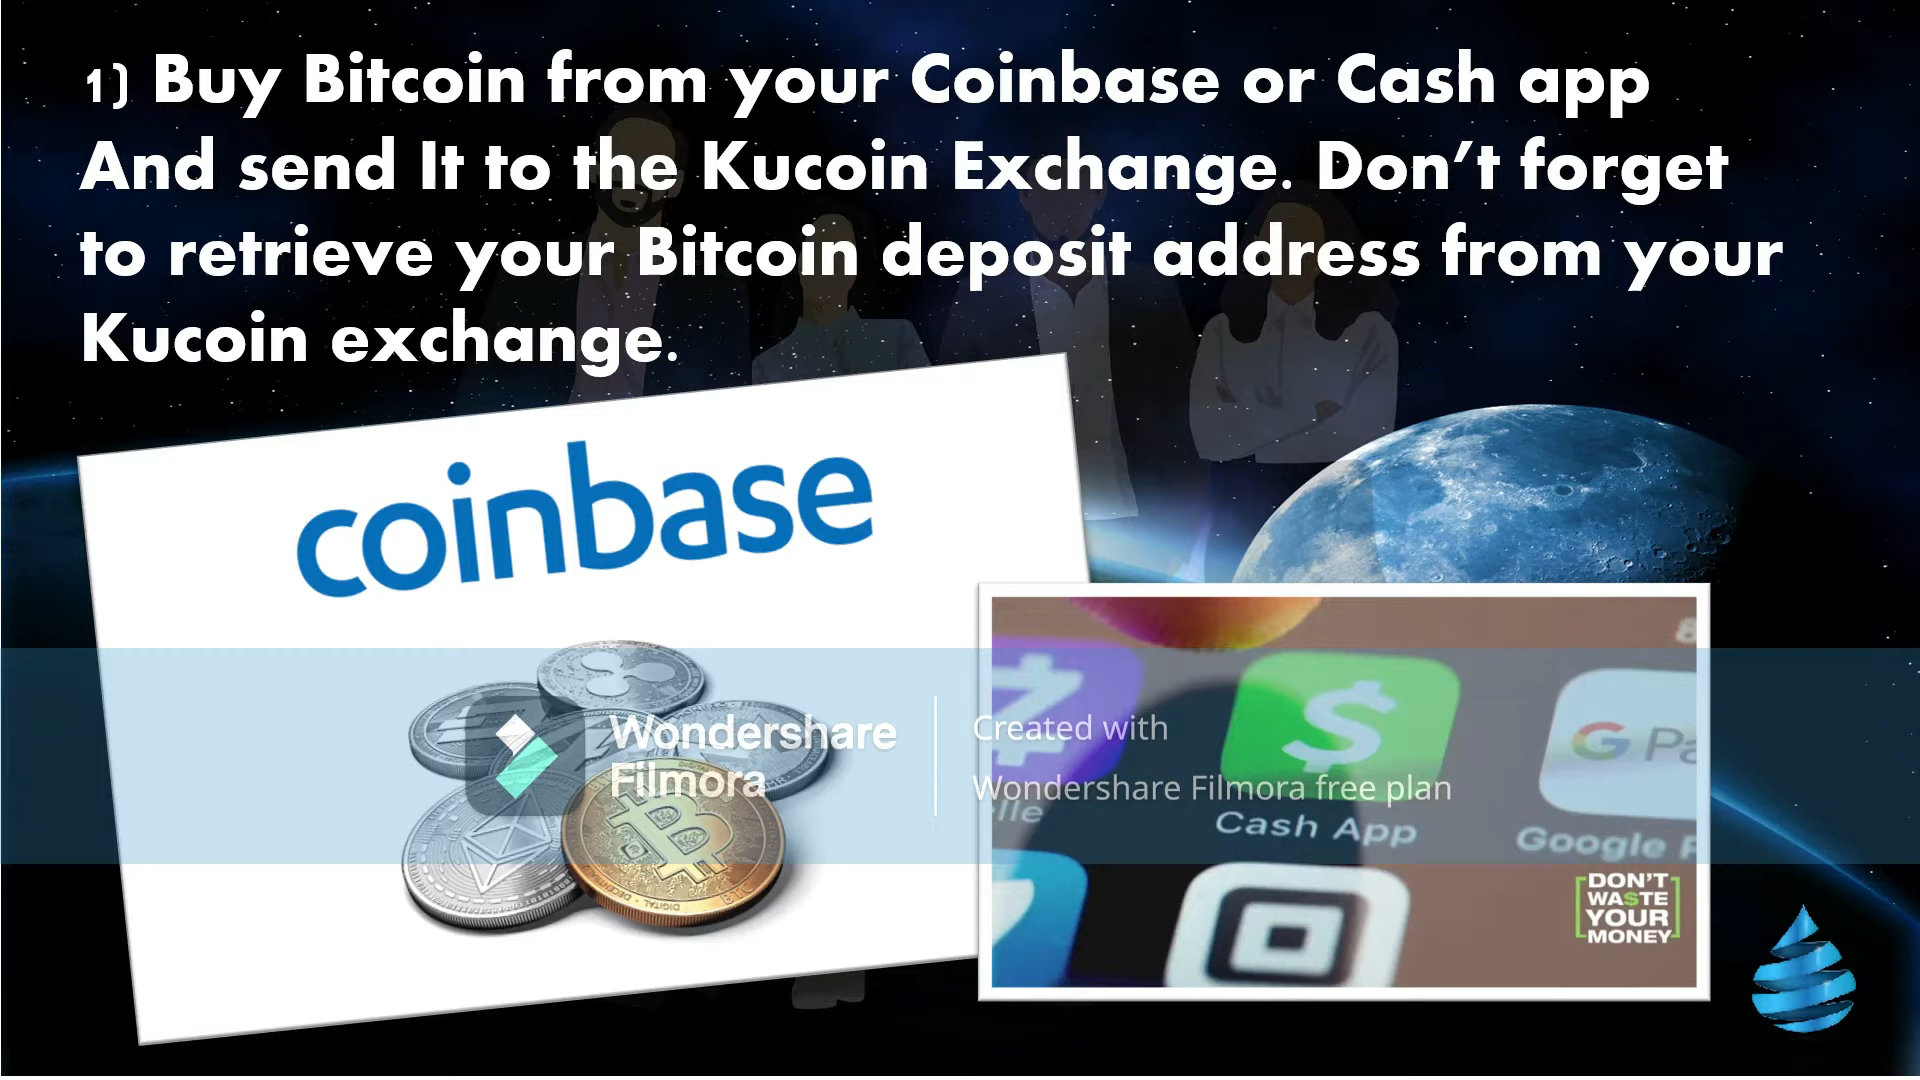 1) Buy Bitcoin from your Coinbase or Cash app
And send It to the Kucoin Exchange. Don’t forget
to retrieve your Bitcoin deposit address from your
Kucoin exchange.
coinbase
Wondershare
Filmora
Created with
Wondershare Filmora free plan
Cash App
Google
DON'T
WA$TE
YOUR
MONEY